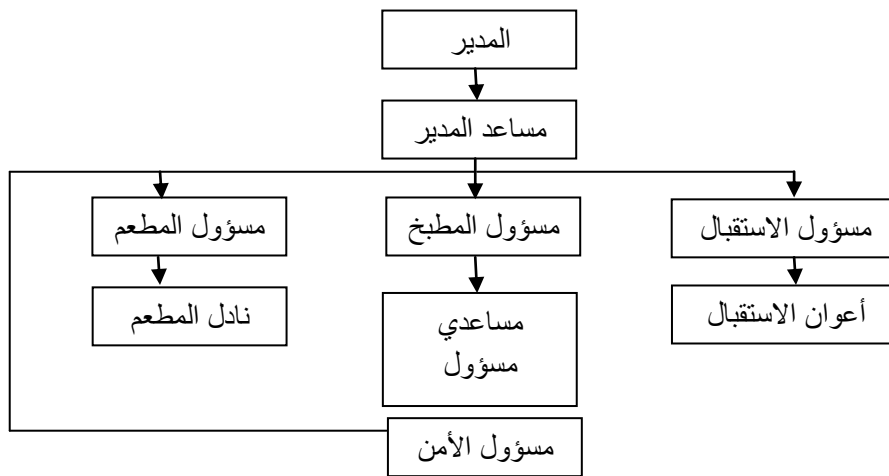 المدير
مساعد المدير
مسؤول الاستقبال
مسؤول المطبخ
مسؤول المطعم
أعوان الاستقبال
مساعدي
مسؤول
نادل المطعم
مسؤول الأمن